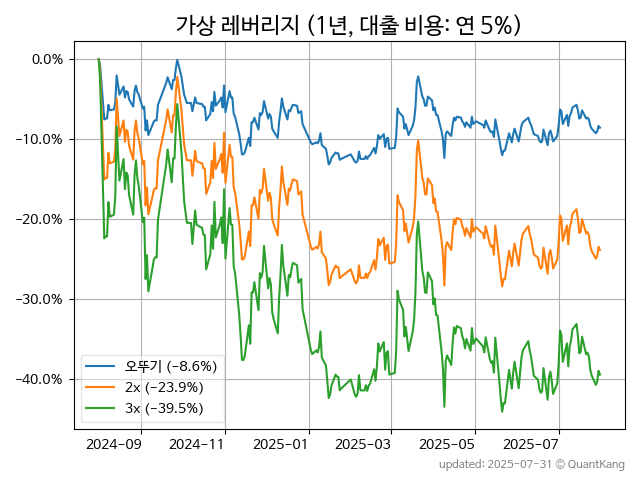 가상 레버리지 (1년, 대출 비용: 연 5%)
0.0%
−10.0%
−20.0%
−30.0%
−40.0%
오뚜기 (−8.6%)
2x (−23.9%)
3x (−39.5%)
2024-09
2024-11
2025-01
2025-03
2025-05
2025-07
updated: 2025-07-31 © QuantKang